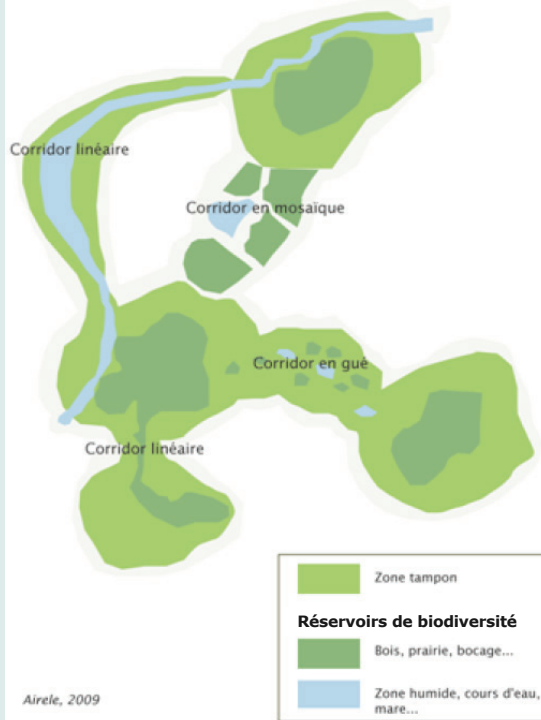 Corridor linéaire
Corridor en mosaïque
Corridor en gué
Corridor linéaire
Zone tampon
Réservoirs de biodiversité
Bois, prairie, bocage...
Zone humide, cours d'eau,
mare...
Airele, 2009